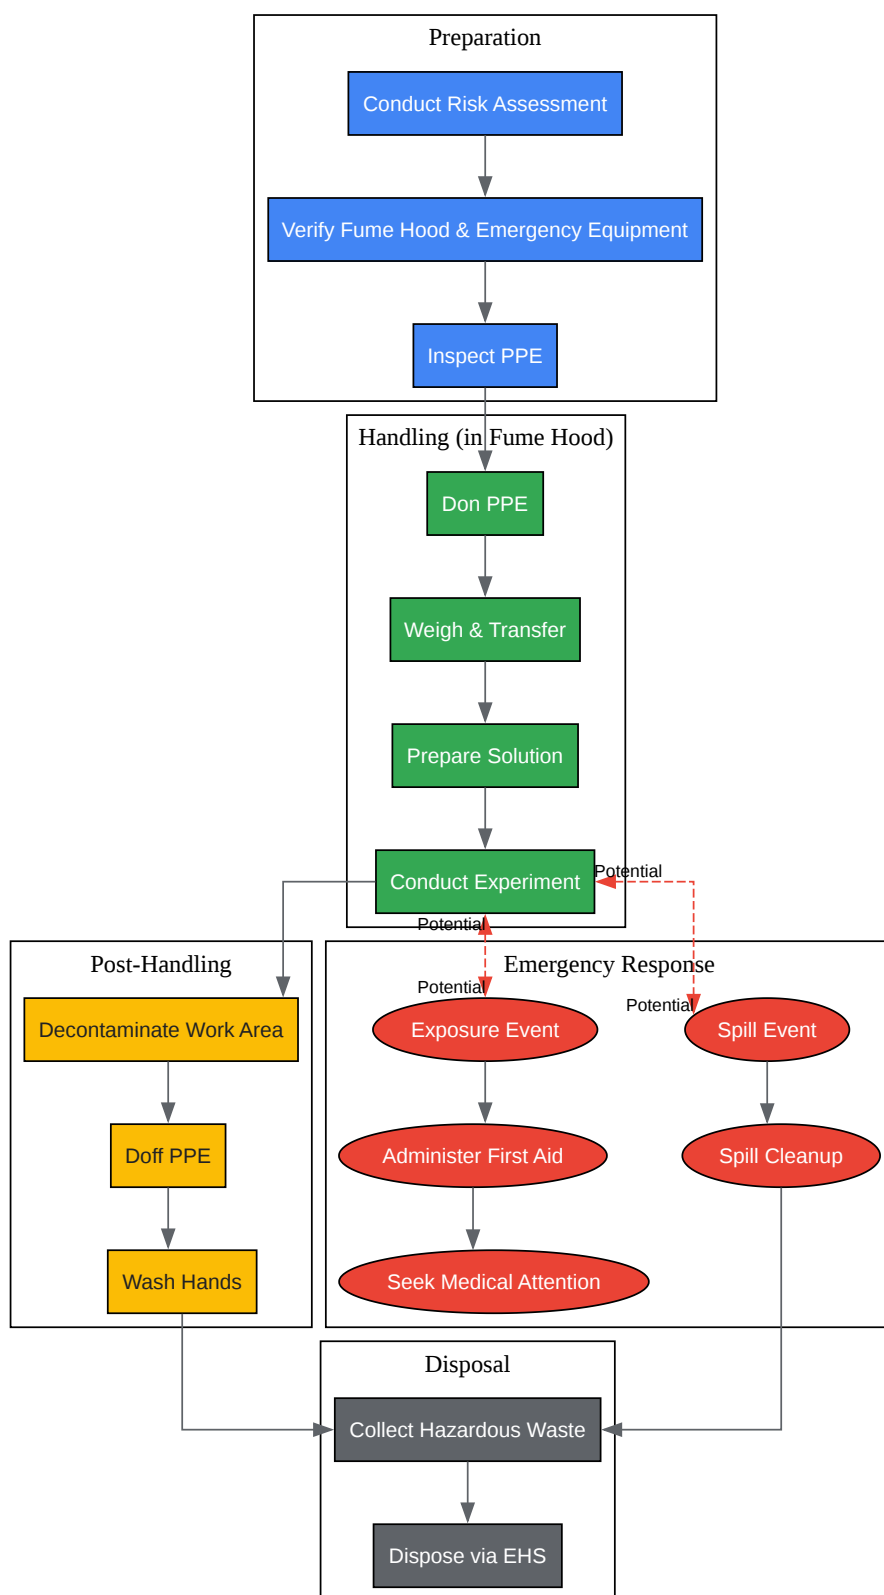 Preparation
Conduct Risk Assessment
Verify Fume Hood & Emergency Equipment
Inspect PPE
Handling (in Fume Hood)
Don PPE
Weigh & Transfer
Prepare Solution
Conduct Experiment
Potential
Potential
Post-Handling
Emergency Response
Potential
Potential
Decontaminate Work Area
Exposure Event
Spill Event
Doff PPE
Administer First Aid
Spill Cleanup
Wash Hands
Seek Medical Attention
Disposal
Collect Hazardous Waste
Dispose via EHS